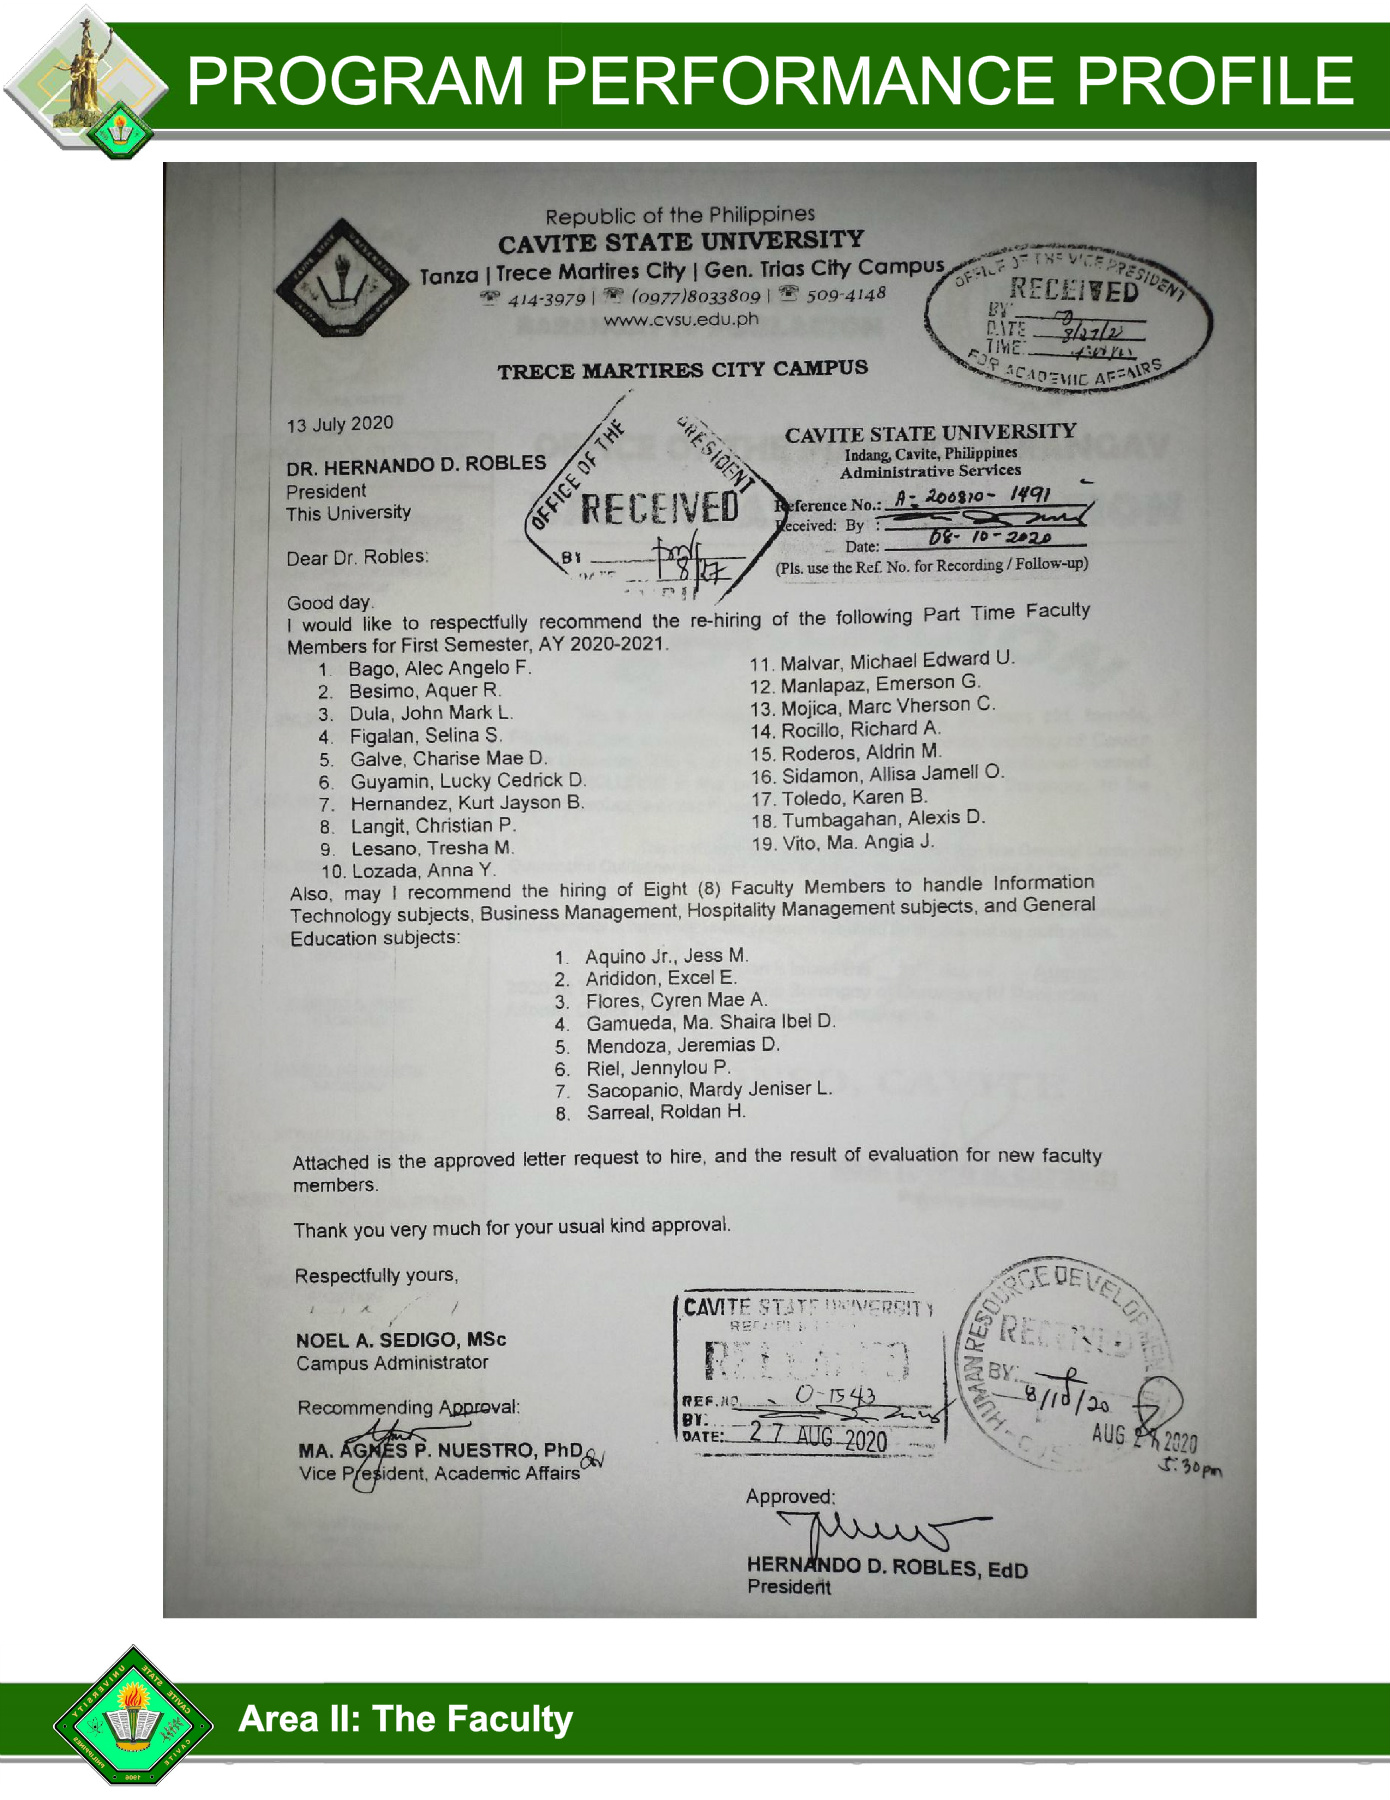 PROGRAM PERFORMANCE PROFILE
Republic of the Philippines
CAVITE STATE UNIVERSITY
Tanza | Trece Martires City | Gen. Trias City Campus
☏ 414-3979 | ☏ (0977)8033809 | ☏ 509-4148
www.cvsu.edu.ph
OFFICE OF THE VICE PRESIDENT
RECEIVED
BY:
DATE
TIME:
FOR ACADEMIC AFFAIRS
TRECE MARTIRES CITY CAMPUS
13 July 2020
DR. HERNANDO D. ROBLES
President
This University
OFFICE OF THE PRESIDENT
RECEIVED
BY
8/27
CAVITE STATE UNIVERSITY
Indang, Cavite, Philippines
Administrative Services
Reference No.: A- 200810- 1491
Received: By :
Date: 08-10-2020
(Pls. use the Ref. No. for Recording / Follow-up)
Dear Dr. Robles:
Good day.
I would like to respectfully recommend the re-hiring of the following Part Time Faculty
Members for First Semester, AY 2020-2021.
1. Bago, Alec Angelo F.
2. Besimo, Aquer R.
3. Dula, John Mark L.
4. Figalan, Selina S.
5. Galve, Charise Mae D.
6. Guyamin, Lucky Cedrick D.
7. Hernandez, Kurt Jayson B.
8. Langit, Christian P.
9. Lesano, Tresha M.
10. Lozada, Anna Y.
11. Malvar, Michael Edward U.
12. Manlapaz, Emerson G.
13. Mojica, Marc Vherson C.
14. Rocillo, Richard A.
15. Roderos, Aldrin M.
16. Sidamon, Allisa Jamell O.
17. Toledo, Karen B.
18. Tumbagahan, Alexis D.
19. Vito, Ma. Angia J.
Also, may I recommend the hiring of Eight (8) Faculty Members to handle Information
Technology subjects, Business Management, Hospitality Management subjects, and General
Education subjects:
1. Aquino Jr., Jess M.
2. Arididon, Excel E.
3. Flores, Cyren Mae A.
4. Gamueda, Ma. Shaira Ibel D.
5. Mendoza, Jeremias D.
6. Riel, Jennylou P.
7. Sacopanio, Mardy Jeniser L.
8. Sarreal, Roldan H.
Attached is the approved letter request to hire, and the result of evaluation for new faculty
members.
Thank you very much for your usual kind approval.
Respectfully yours,
NOEL A. SEDIGO, MSc
Campus Administrator
Recommending Approval:
MA. AGNES P. NUESTRO, PhD
Vice President, Academic Affairs
CAVITE STATE UNIVERSITY
RELEASED
REF.NO. 0-1543
BY:
DATE: 27 AUG 2020
HUMAN RESOURCE DEVELOPMENT
RECEIVED
BY:
8/10/20
AUG 2020
5:30pm
Approved:
HERNANDO D. ROBLES, EdD
President
CAVITE STATE UNIVERSITY
PHILIPPINES
CAVITE
1906
Area II: The Faculty